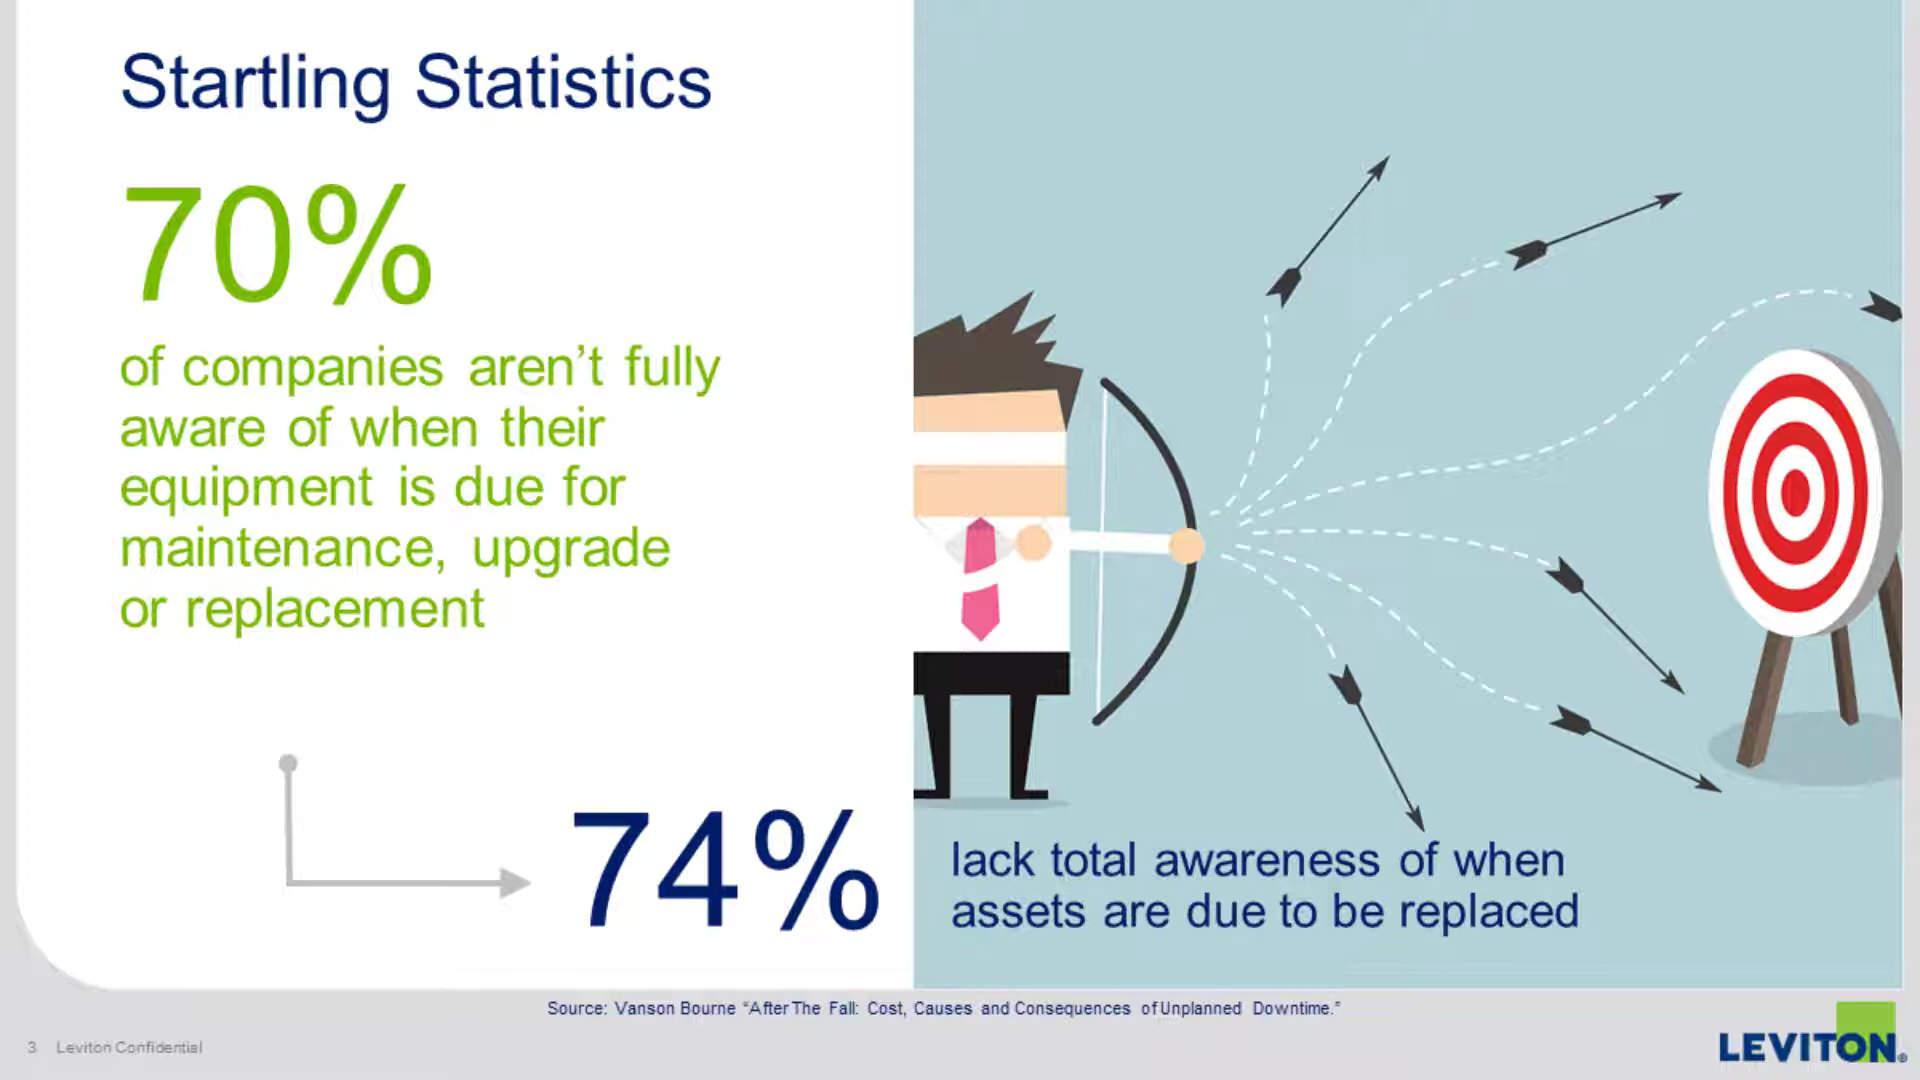 Startling Statistics
70%
of companies aren’t fully
aware of when their
equipment is due for
maintenance, upgrade
or replacement
74%
lack total awareness of when
assets are due to be replaced
Source: Vanson Bourne “After The Fall: Cost, Causes and Consequences of Unplanned Downtime.”
3 Leviton Confidential
LEVITON®